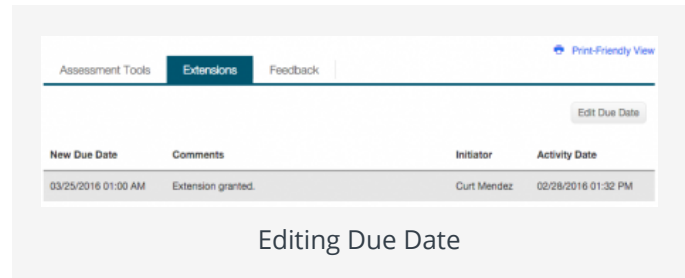 Print-Friendly View
Assessment Tools Extensions Feedback
Edit Due Date
New Due Date Comments Initiator Activity Date
03/25/2016 01:00 AM Extension granted. Curt Mendez 02/28/2016 01:32 PM
Editing Due Date